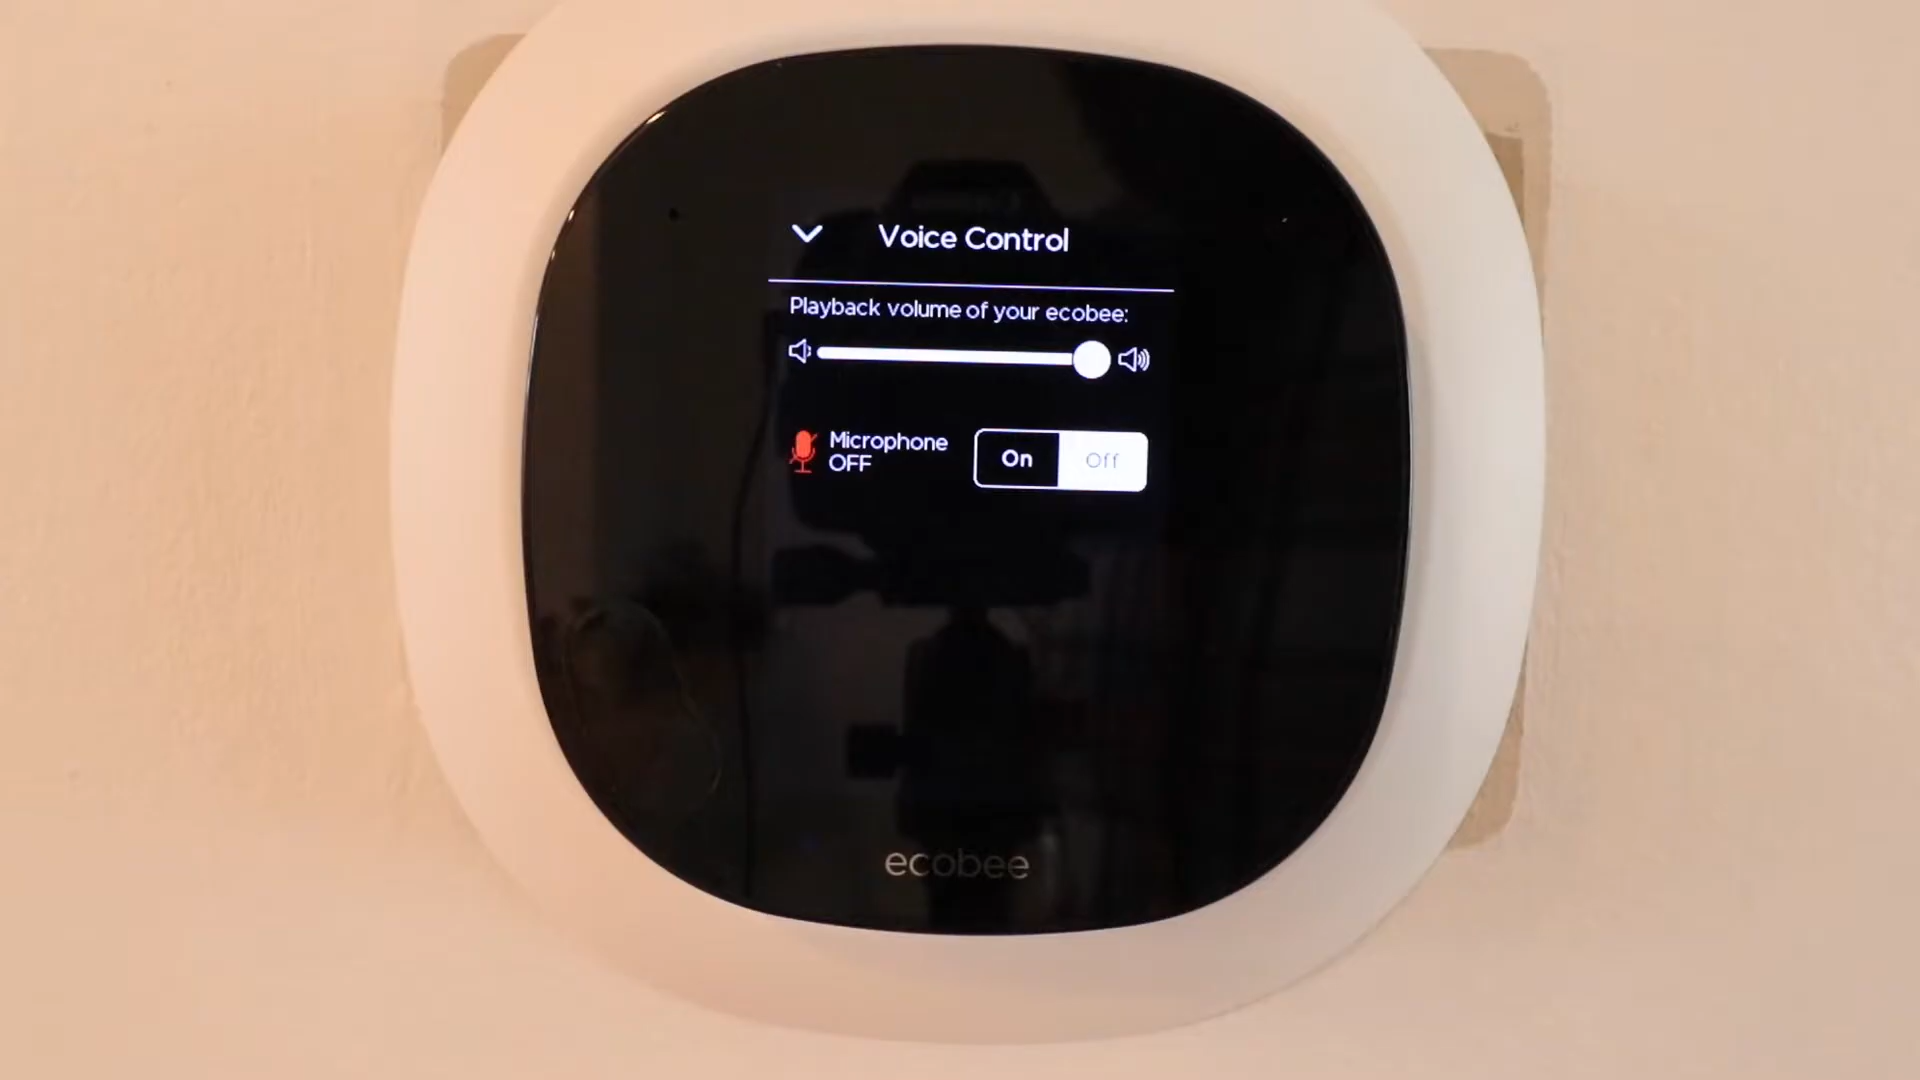 Voice Control
Playback volume of your ecobee:
Microphone
OFF
On
Off
ecobee